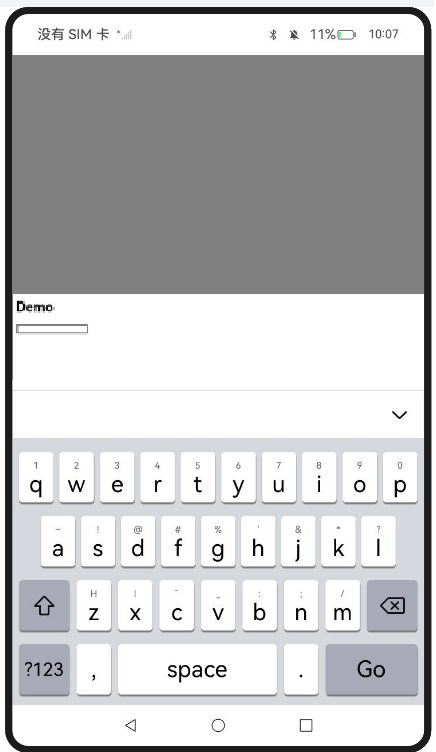 没有 SIM 卡 11% 10:07
Demo
1 2 3 4 5 6 7 8 9 0
q w e r t y u i o p
~ ! @ # % ' & * ?
a s d f g h j k l
H | - _ : ; /
z x c v b n m
?123 , space . Go